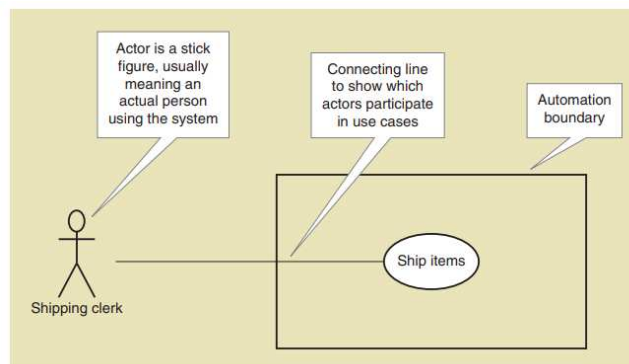 Actor is a stick
figure, usually
meaning an
actual person
using the system
Connecting line
to show which
actors participate
in use cases
Automation
boundary
Ship items
Shipping clerk